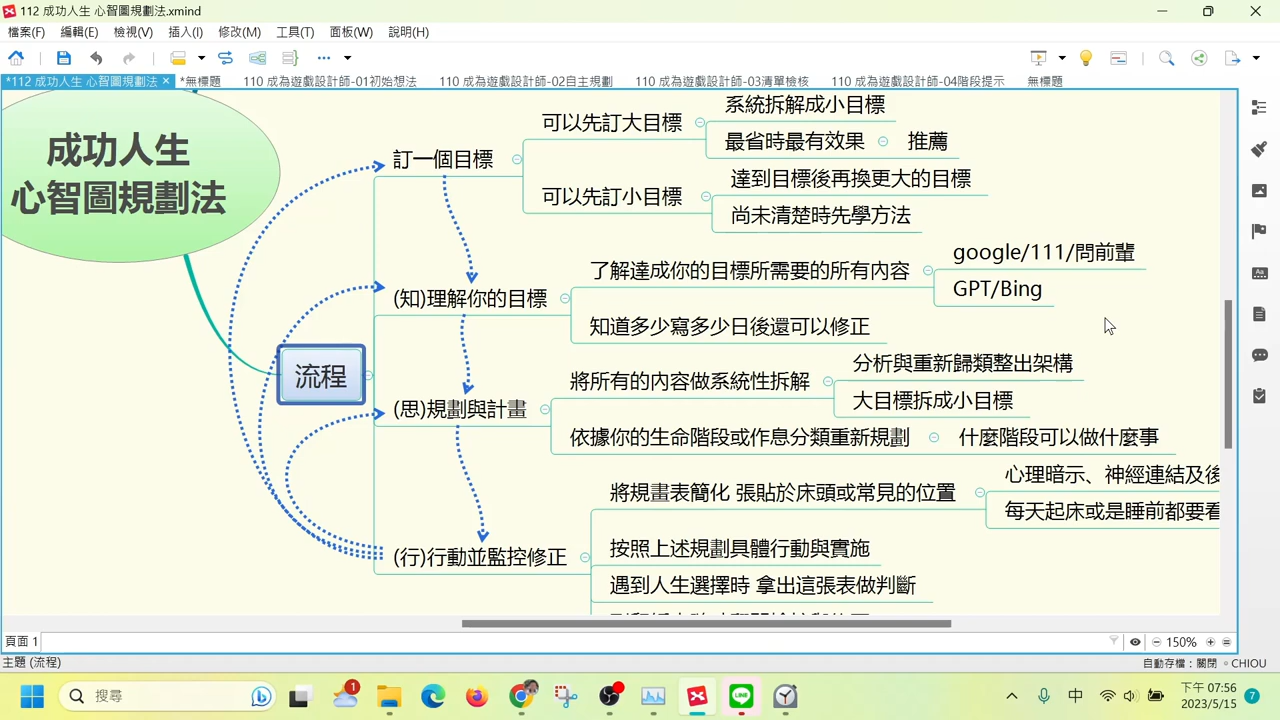 112 成功人生 心智圖規劃法.xmind
檔案(F) 編輯(E) 檢視(V) 插入(I) 修改(M) 工具(T) 面板(W) 說明(H)
*112 成功人生 心智圖規劃法 *無標題 110 成為遊戲設計師-01初始想法 110 成為遊戲設計師-02自主規劃 110 成為遊戲設計師-03清單檢核 110 成為遊戲設計師-04階段提示 無標題
成功人生
心智圖規劃法
流程
訂一個目標
可以先訂大目標
系統拆解成小目標
最省時最有效果
推薦
可以先訂小目標
達到目標後再換更大的目標
尚未清楚時先學方法
(知)理解你的目標
了解達成你的目標所需要的所有內容
google/111/問前輩
GPT/Bing
知道多少寫多少日後還可以修正
(思)規劃與計畫
將所有的內容做系統性拆解
分析與重新歸類整出架構
大目標拆成小目標
依據你的生命階段或作息分類重新規劃
什麼階段可以做什麼事
(行)行動並監控修正
將規畫表簡化 張貼於床頭或常見的位置
心理暗示、神經連結及後
每天起床或是睡前都要看
按照上述規劃具體行動與實施
遇到人生選擇時 拿出這張表做判斷
頁面 1
150%
主題 (流程)
自動存檔：關閉 CHIOU
搜尋
1
中
下午 07:56
2023/5/15
7